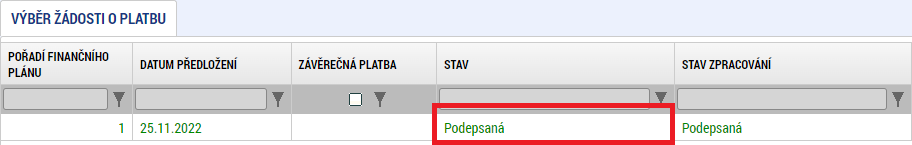 VÝBĚR ŽÁDOSTI O PLATBU
POŘADÍ FINANČNÍHO PLÁNU
DATUM PŘEDLOŽENÍ
ZÁVĚREČNÁ PLATBA
STAV
STAV ZPRACOVÁNÍ
1 25.11.2022 Podepsaná Podepsaná